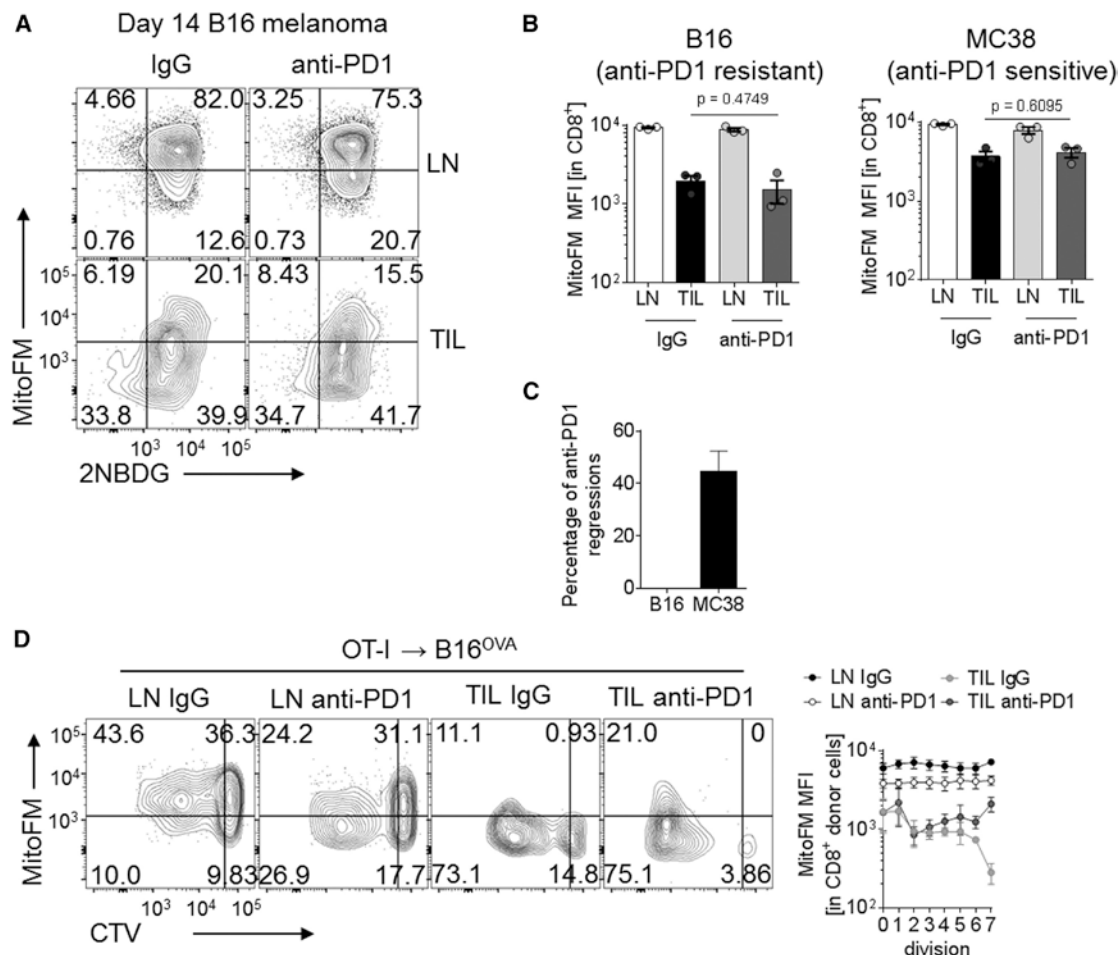 A
Day 14 B16 melanoma
IgG
anti-PD1
4.66
82.0
3.25
75.3
LN
0.76
12.6
0.73
20.7
10⁵
6.19
20.1
8.43
15.5
TIL
10³
33.8
39.9
34.7
41.7
10³
10⁴
10⁵
MitoFM
2NBDG
B
B16
(anti-PD1 resistant)
p = 0.4749
10⁴
10³
10²
MitoFM MFI [in CD8⁺]
LN
TIL
LN
TIL
IgG
anti-PD1
MC38
(anti-PD1 sensitive)
p = 0.6095
10⁴
10³
10²
MitoFM MFI [in CD8⁺]
LN
TIL
LN
TIL
IgG
anti-PD1
C
60
40
20
0
Percentage of anti-PD1
regressions
B16
MC38
D
OT-I → B16ᴼⱽᴬ
LN IgG
LN anti-PD1
TIL IgG
TIL anti-PD1
10⁵
43.6
36.3
24.2
31.1
11.1
0.93
21.0
0
10⁴
10³
10.0
9.83
26.9
17.7
73.1
14.8
75.1
3.86
10³
10⁴
10⁵
MitoFM
CTV
LN IgG
TIL IgG
LN anti-PD1
TIL anti-PD1
10⁴
10³
10²
MitoFM MFI
[in CD8⁺ donor cells]
0 1 2 3 4 5 6 7
division